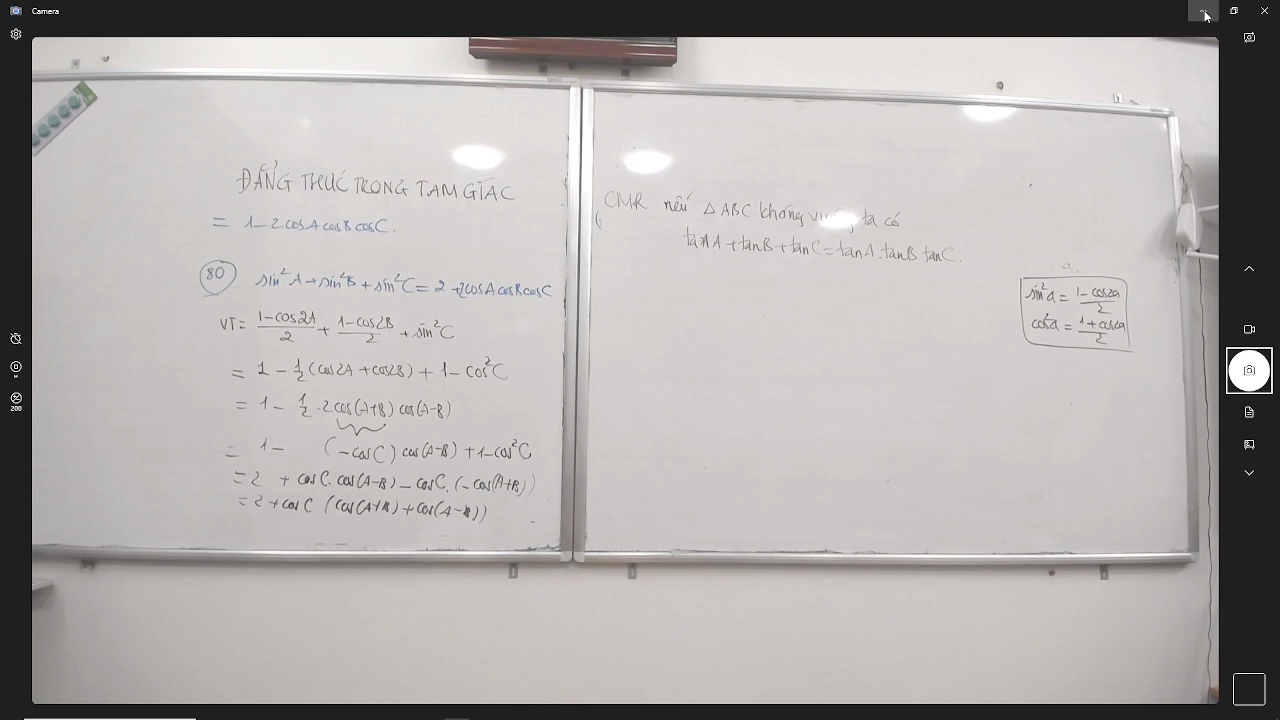 Camera
ĐẲNG THỨC TRONG TAM GIÁC
= 1 - 2cosA cosB cosC.
80 sin²A + sin²B + sin²C = 2 + 2cosA cosB cosC
VT = (1 - cos2A)/2 + (1 - cos2B)/2 + sin²C
= 2 - 1/2 (cos2A + cos2B) + 1 - cos²C
= 1 - 1/2 . 2cos(A+B) cos(A-B)
= 1 - (-cosC) cos(A-B) + 1 - cos²C
= 2 + cosC. cos(A-B) - cosC. (-cos(A+B))
= 2 + cosC (cos(A+B) + cos(A-B))
CMR nếu △ABC không vuông ta có
tanA + tanB + tanC = tanA . tanB tanC.
sin²a = (1 - cos2a)/2
cos²a = (1 + cos2a)/2
200